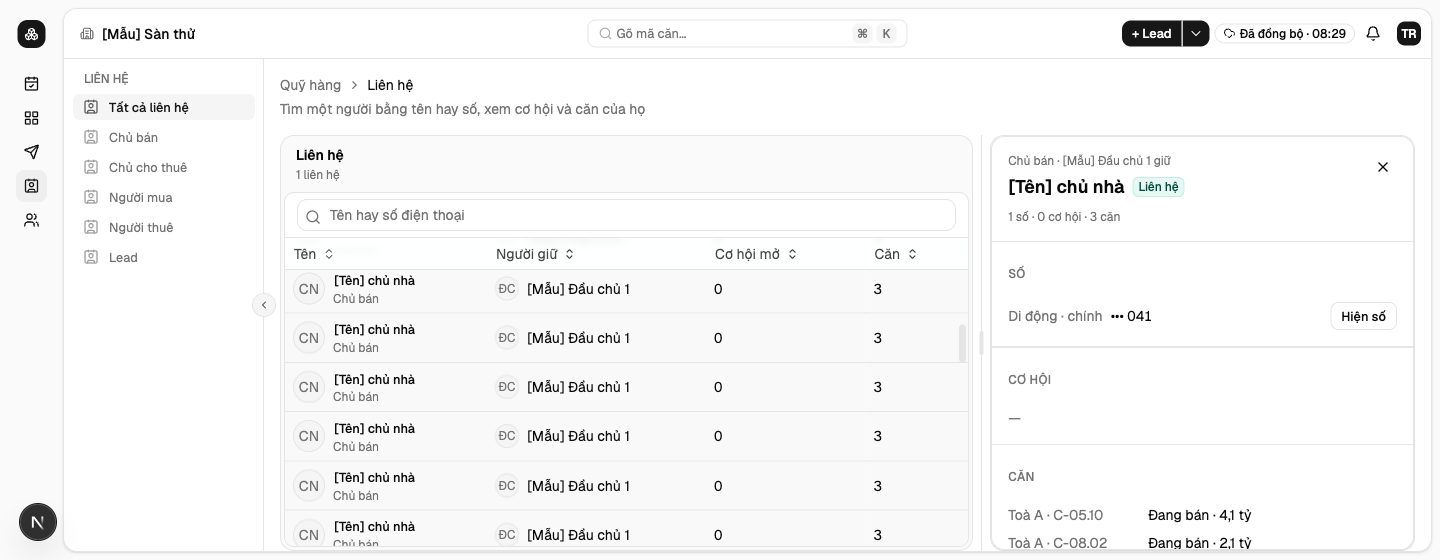 [Mẫu] Sàn thử
Gõ mã căn...
⌘ K
+ Lead
Đã đồng bộ · 08:29
TR
LIÊN HỆ
Tất cả liên hệ
Chủ bán
Chủ cho thuê
Người mua
Người thuê
Lead
N
Quỹ hàng > Liên hệ
Tìm một người bằng tên hay số, xem cơ hội và căn của họ
Liên hệ
1 liên hệ
Tên hay số điện thoại
Tên Người giữ Cơ hội mở Căn
CN [Tên] chủ nhà ĐC [Mẫu] Đầu chủ 1 0 3
Chủ bán
CN [Tên] chủ nhà ĐC [Mẫu] Đầu chủ 1 0 3
Chủ bán
CN [Tên] chủ nhà ĐC [Mẫu] Đầu chủ 1 0 3
Chủ bán
CN [Tên] chủ nhà ĐC [Mẫu] Đầu chủ 1 0 3
Chủ bán
CN [Tên] chủ nhà ĐC [Mẫu] Đầu chủ 1 0 3
Chủ bán
CN [Tên] chủ nhà ĐC [Mẫu] Đầu chủ 1 0 3
Chủ bán
Chủ bán · [Mẫu] Đầu chủ 1 giữ
[Tên] chủ nhà Liên hệ
1 số · 0 cơ hội · 3 căn
SỐ
Di động · chính ••• 041 Hiện số
CƠ HỘI
—
CĂN
Toà A · C-05.10 Đang bán · 4,1 tỷ
Toà A · C-08.02 Đang bán · 2,1 tỷ